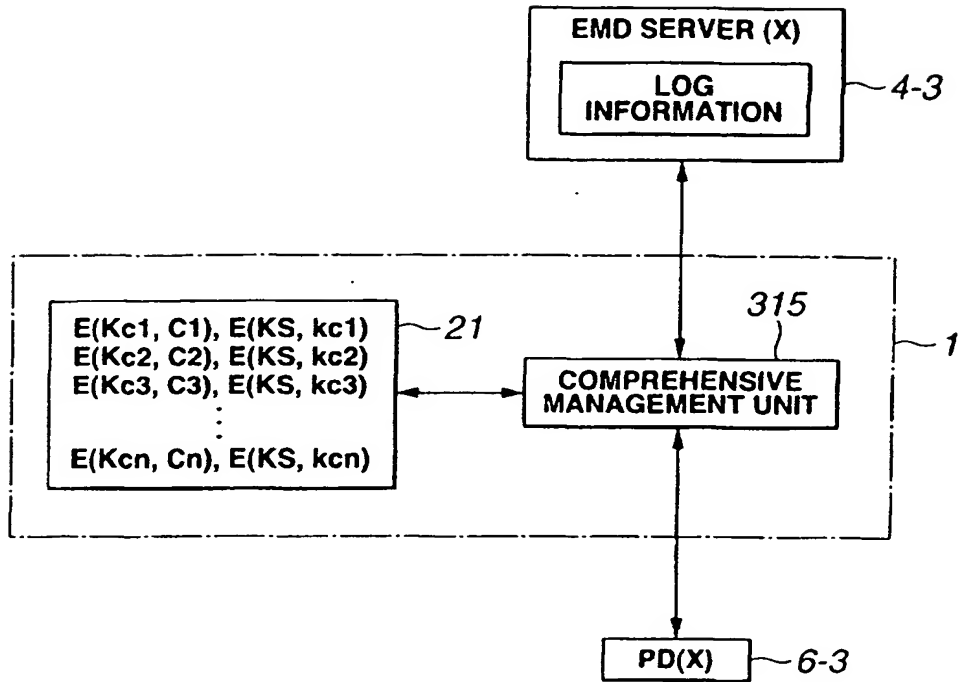 EMD SERVER (X)
LOG
INFORMATION
4-3
315
E(Kc1, C1), E(KS, kc1)
E(Kc2, C2), E(KS, kc2)
E(Kc3, C3), E(KS, kc3)
⋮
E(Kcn, Cn), E(KS, kcn)
21
COMPREHENSIVE
MANAGEMENT UNIT
1
PD(X)
6-3